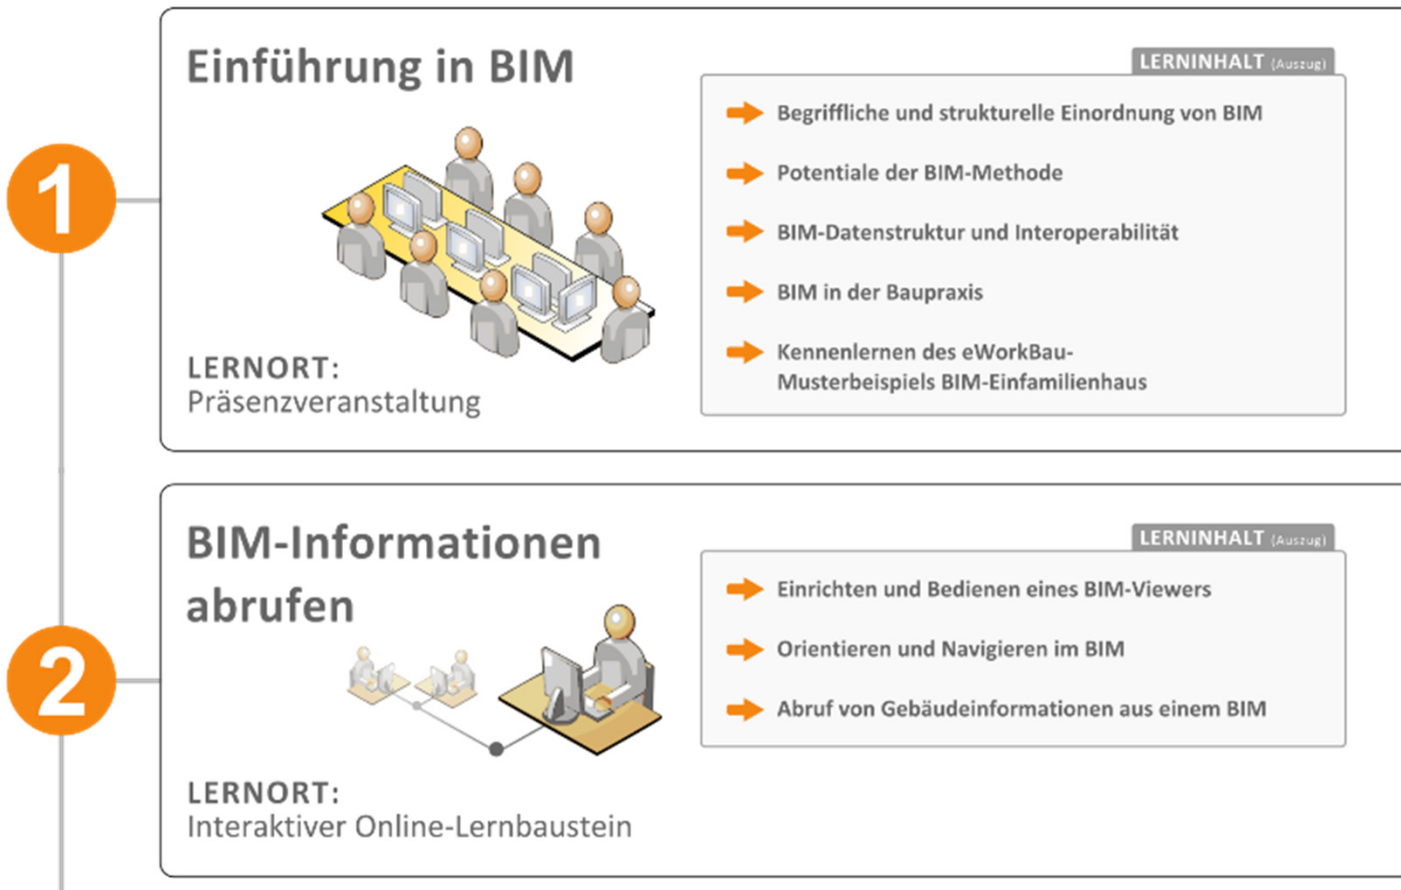 1
Einführung in BIM
LERNINHALT (Auszug)
Begriffliche und strukturelle Einordnung von BIM
Potentiale der BIM-Methode
BIM-Datenstruktur und Interoperabilität
BIM in der Baupraxis
Kennenlernen des eWorkBau-
Musterbeispiels BIM-Einfamilienhaus
LERNORT:
Präsenzveranstaltung
2
BIM-Informationen
abrufen
LERNINHALT (Auszug)
Einrichten und Bedienen eines BIM-Viewers
Orientieren und Navigieren im BIM
Abruf von Gebäudeinformationen aus einem BIM
LERNORT:
Interaktiver Online-Lernbaustein